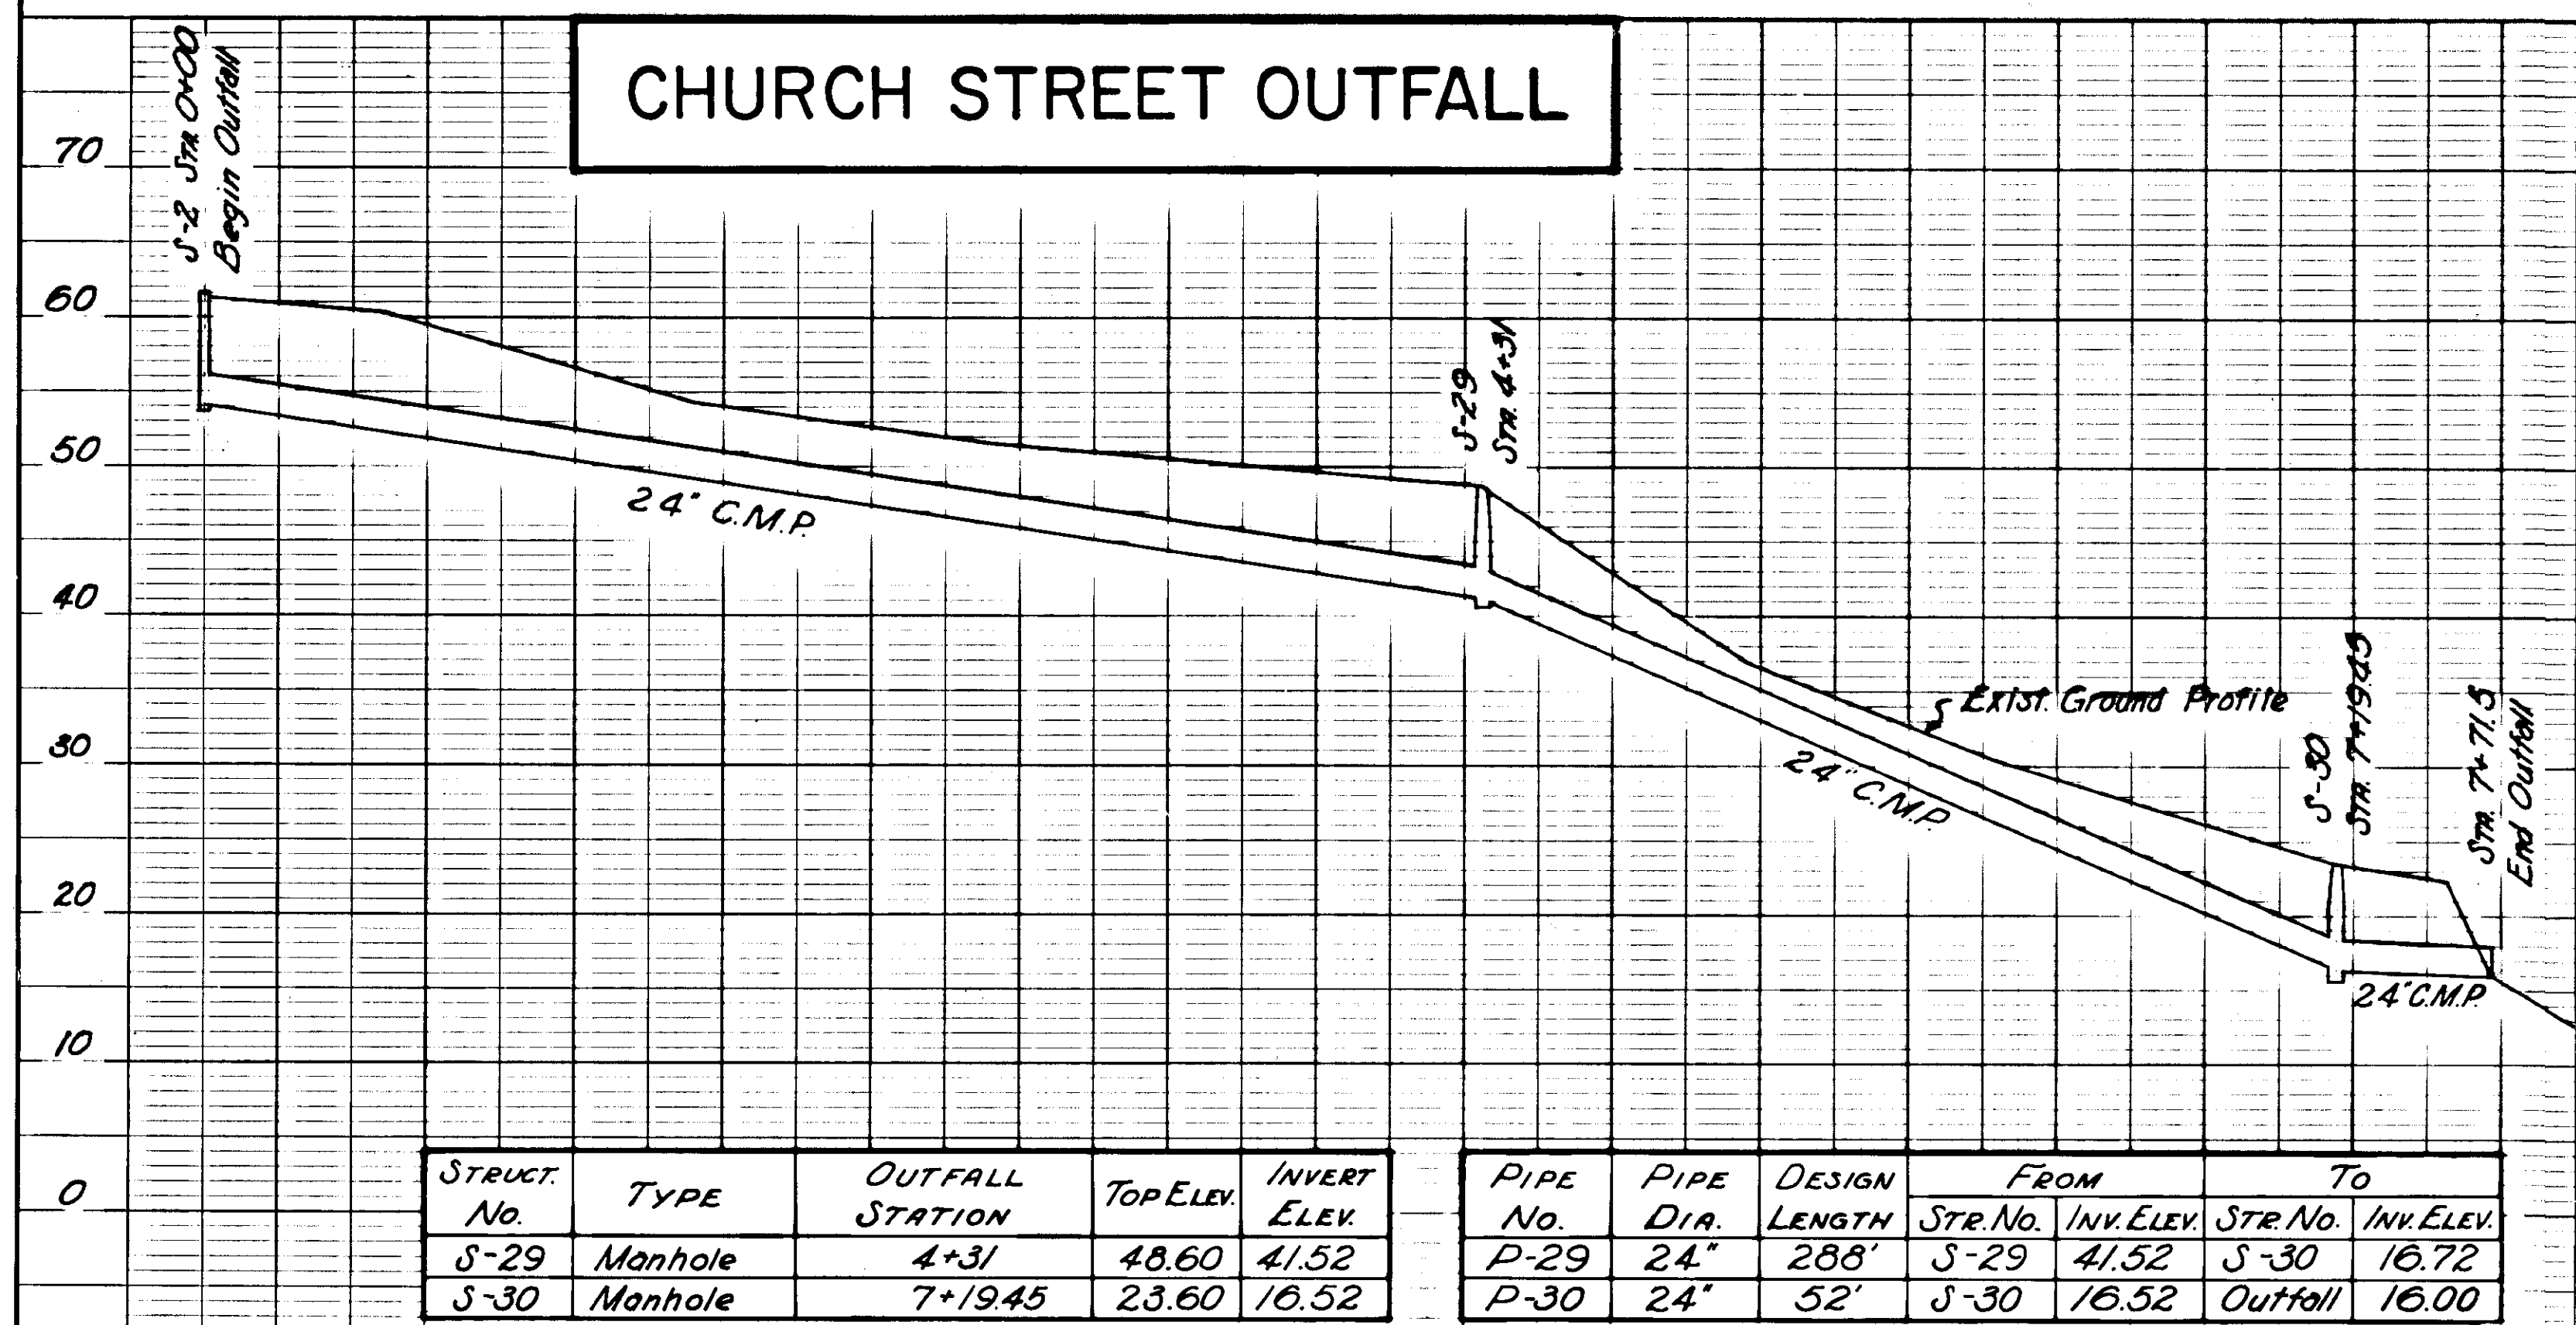 CHURCH STREET OUTFALL
S-2 STA. 0+00
Begin Outfall
70
60
50
40
30
20
10
0
24" C.M.P.
S-29
STA. 4+31
Exist. Ground Profile
24" C.M.P.
S-30
STA. 7+19.45
STA. 7+71.5
End Outfall
24" C.M.P.
STRUCT. No. TYPE OUTFALL STATION TOP ELEV. INVERT ELEV.
S-29 Manhole 4+31 48.60 41.52
S-30 Manhole 7+19.45 23.60 16.52
PIPE No. PIPE DIA. DESIGN LENGTH FROM TO
STR. No. INV. ELEV. STR. No. INV. ELEV.
P-29 24" 288' S-29 41.52 S-30 16.72
P-30 24" 52' S-30 16.52 Outfall 16.00